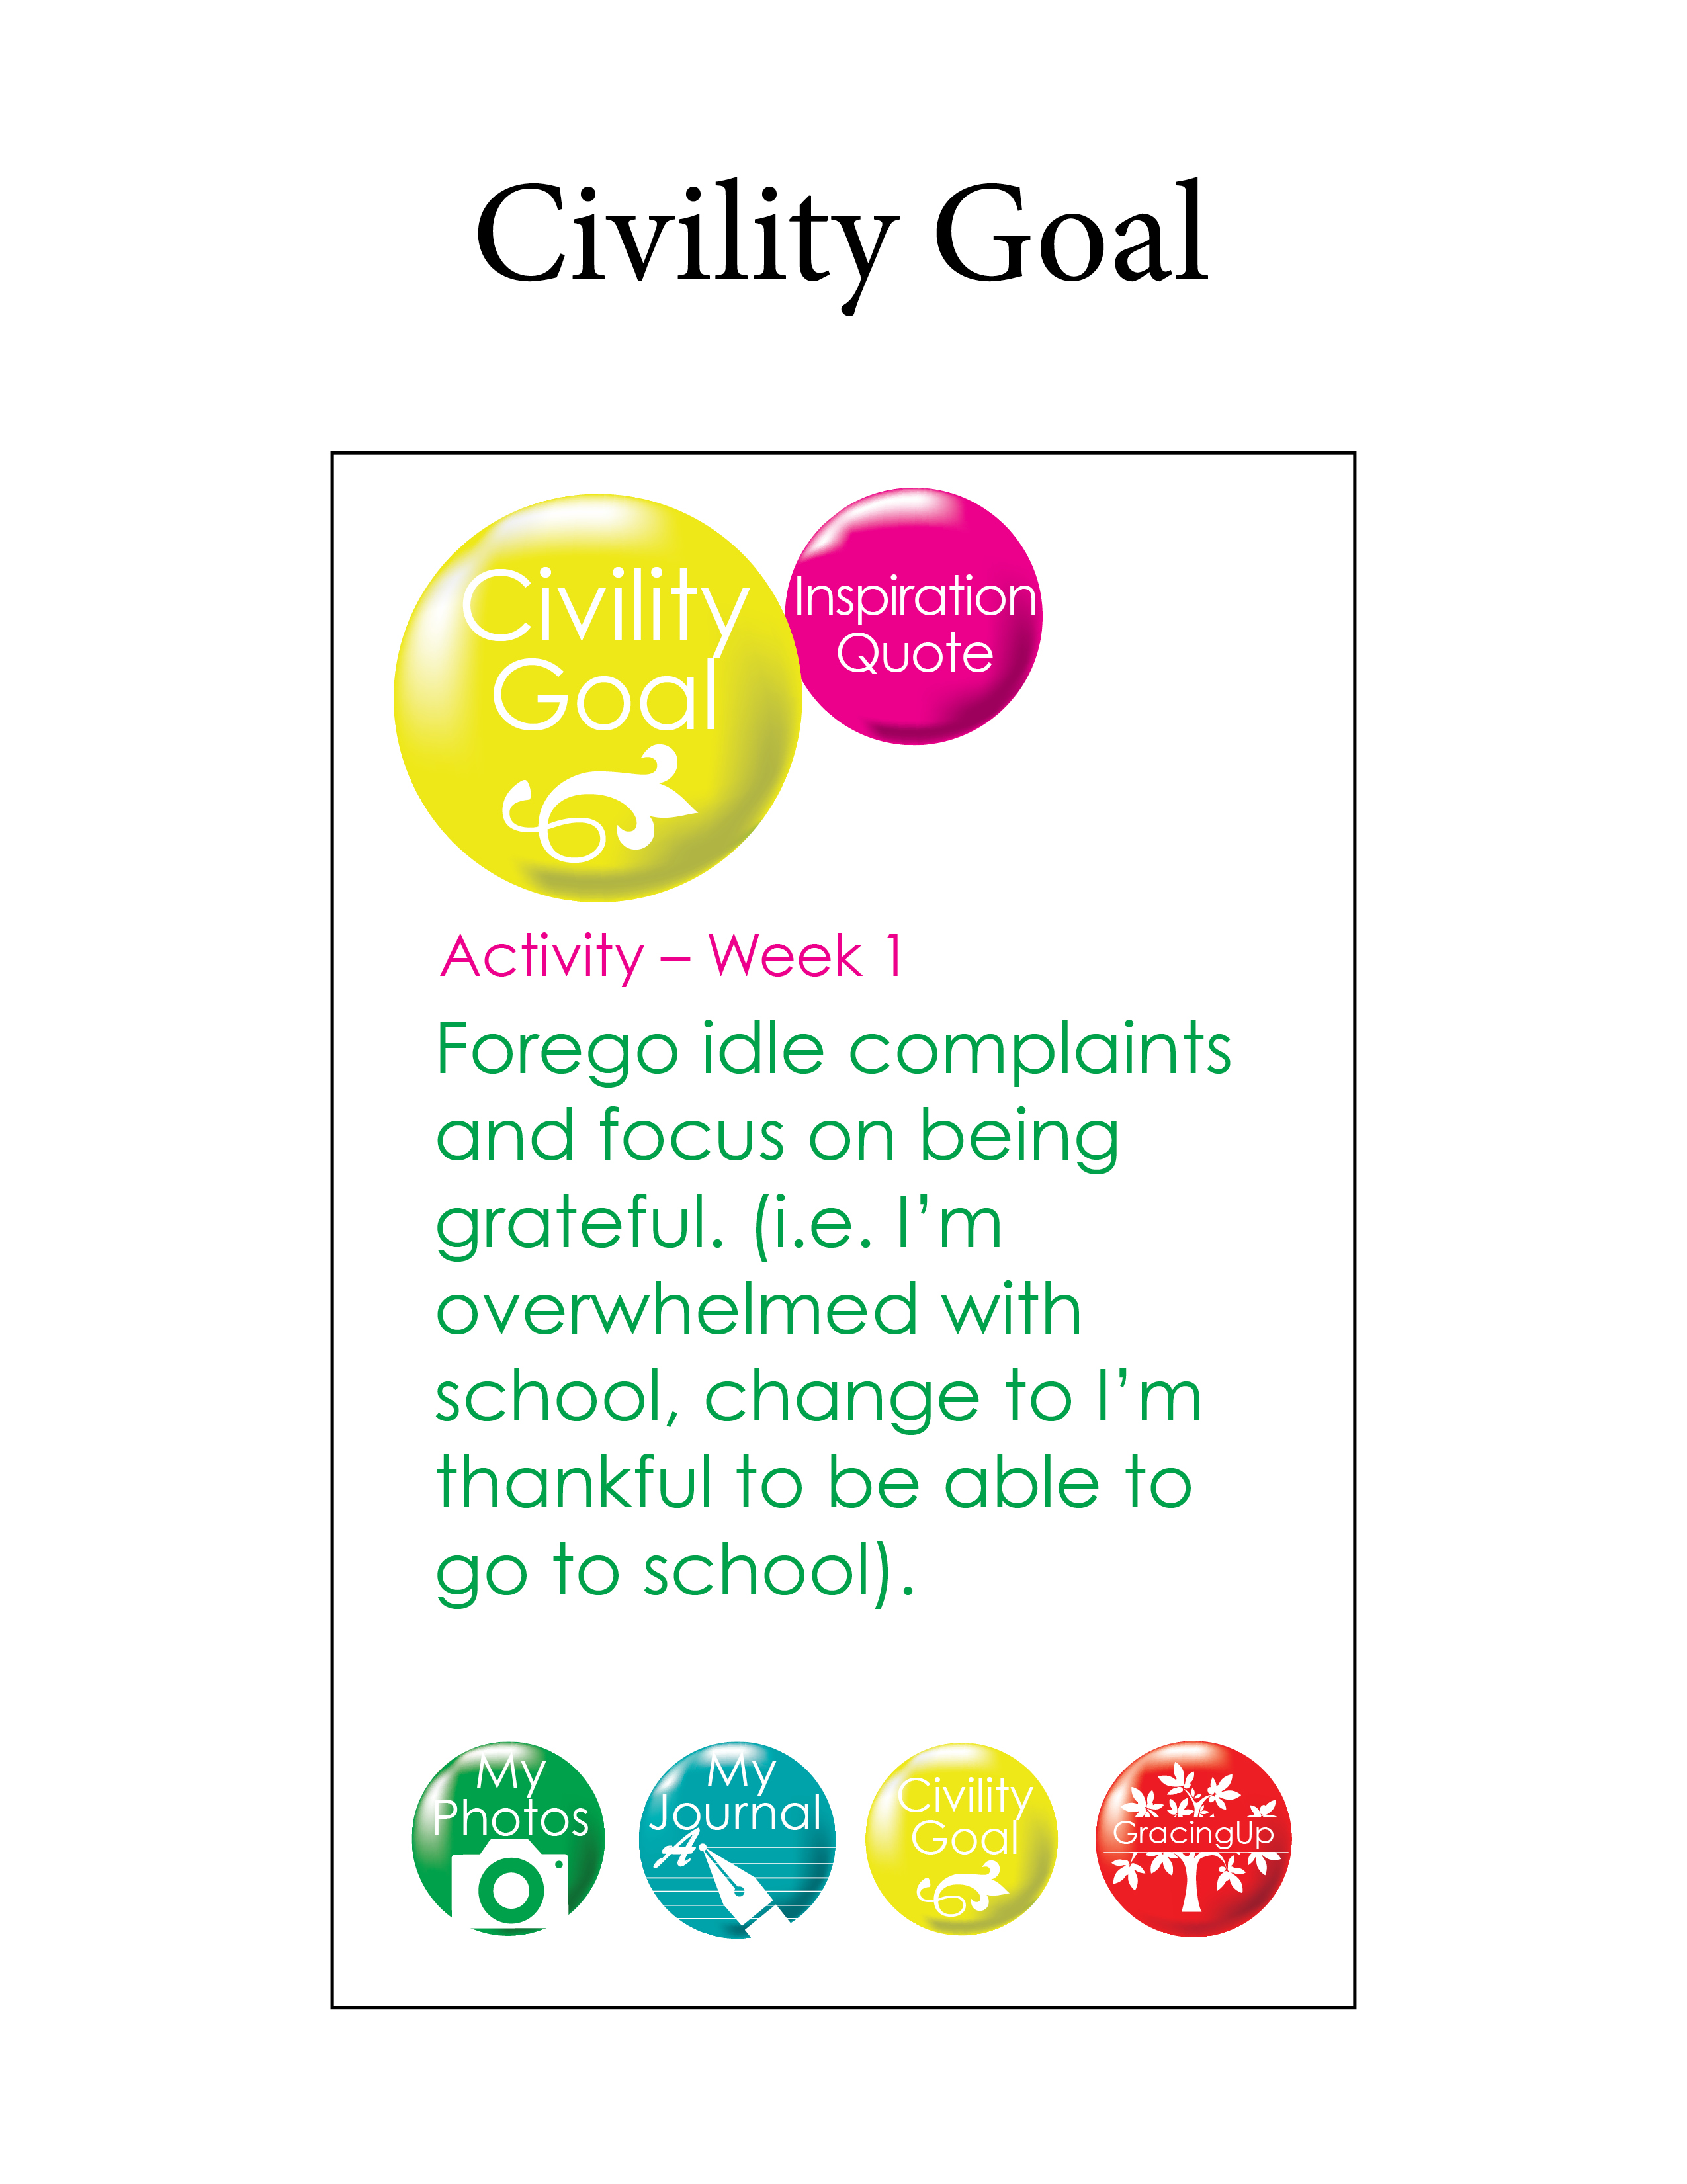 Civility Goal
Civility
Goal
Inspiration
Quote
Activity – Week 1
Forego idle complaints
and focus on being
grateful. (i.e. I’m
overwhelmed with
school, change to I’m
thankful to be able to
go to school).
My
Photos
My
Journal
A
Civility
Goal
GracingUp